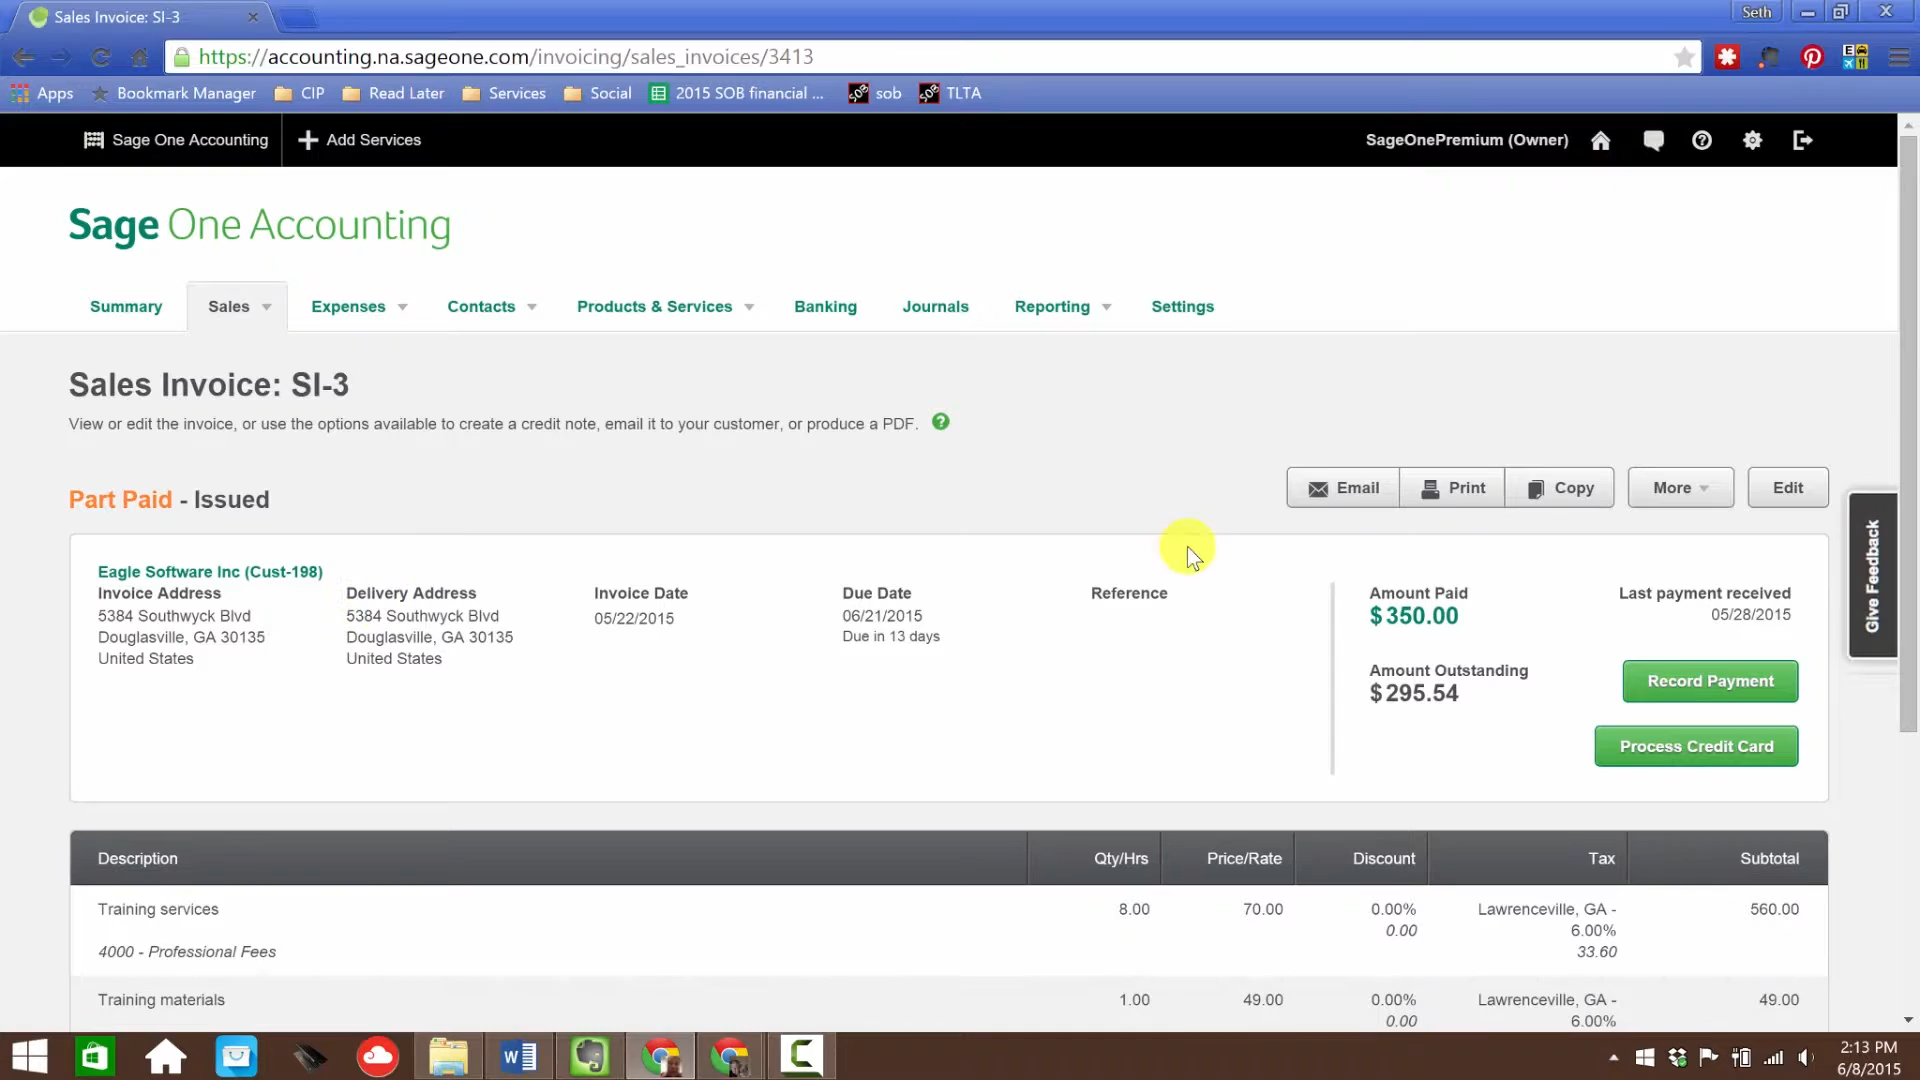 Sales Invoice: SI-3
Seth
https://accounting.na.sageone.com/invoicing/sales_invoices/3413
Apps Bookmark Manager CIP Read Later Services Social 2015 SOB financial ... sob TLTA
Sage One Accounting Add Services SageOnePremium (Owner)
Sage One Accounting
Summary Sales Expenses Contacts Products & Services Banking Journals Reporting Settings
Sales Invoice: SI-3
View or edit the invoice, or use the options available to create a credit note, email it to your customer, or produce a PDF.
Part Paid - Issued
Email Print Copy More Edit
Give Feedback
Eagle Software Inc (Cust-198)
Invoice Address
5384 Southwyck Blvd
Douglasville, GA 30135
United States
Delivery Address
5384 Southwyck Blvd
Douglasville, GA 30135
United States
Invoice Date
05/22/2015
Due Date
06/21/2015
Due in 13 days
Reference
Amount Paid
$350.00
Last payment received
05/28/2015
Amount Outstanding
$295.54
Record Payment
Process Credit Card
Description Qty/Hrs Price/Rate Discount Tax Subtotal
Training services 8.00 70.00 0.00% Lawrenceville, GA - 560.00
0.00 6.00%
4000 - Professional Fees 33.60
Training materials 1.00 49.00 0.00% Lawrenceville, GA - 49.00
0.00 6.00%
2:13 PM
6/8/2015